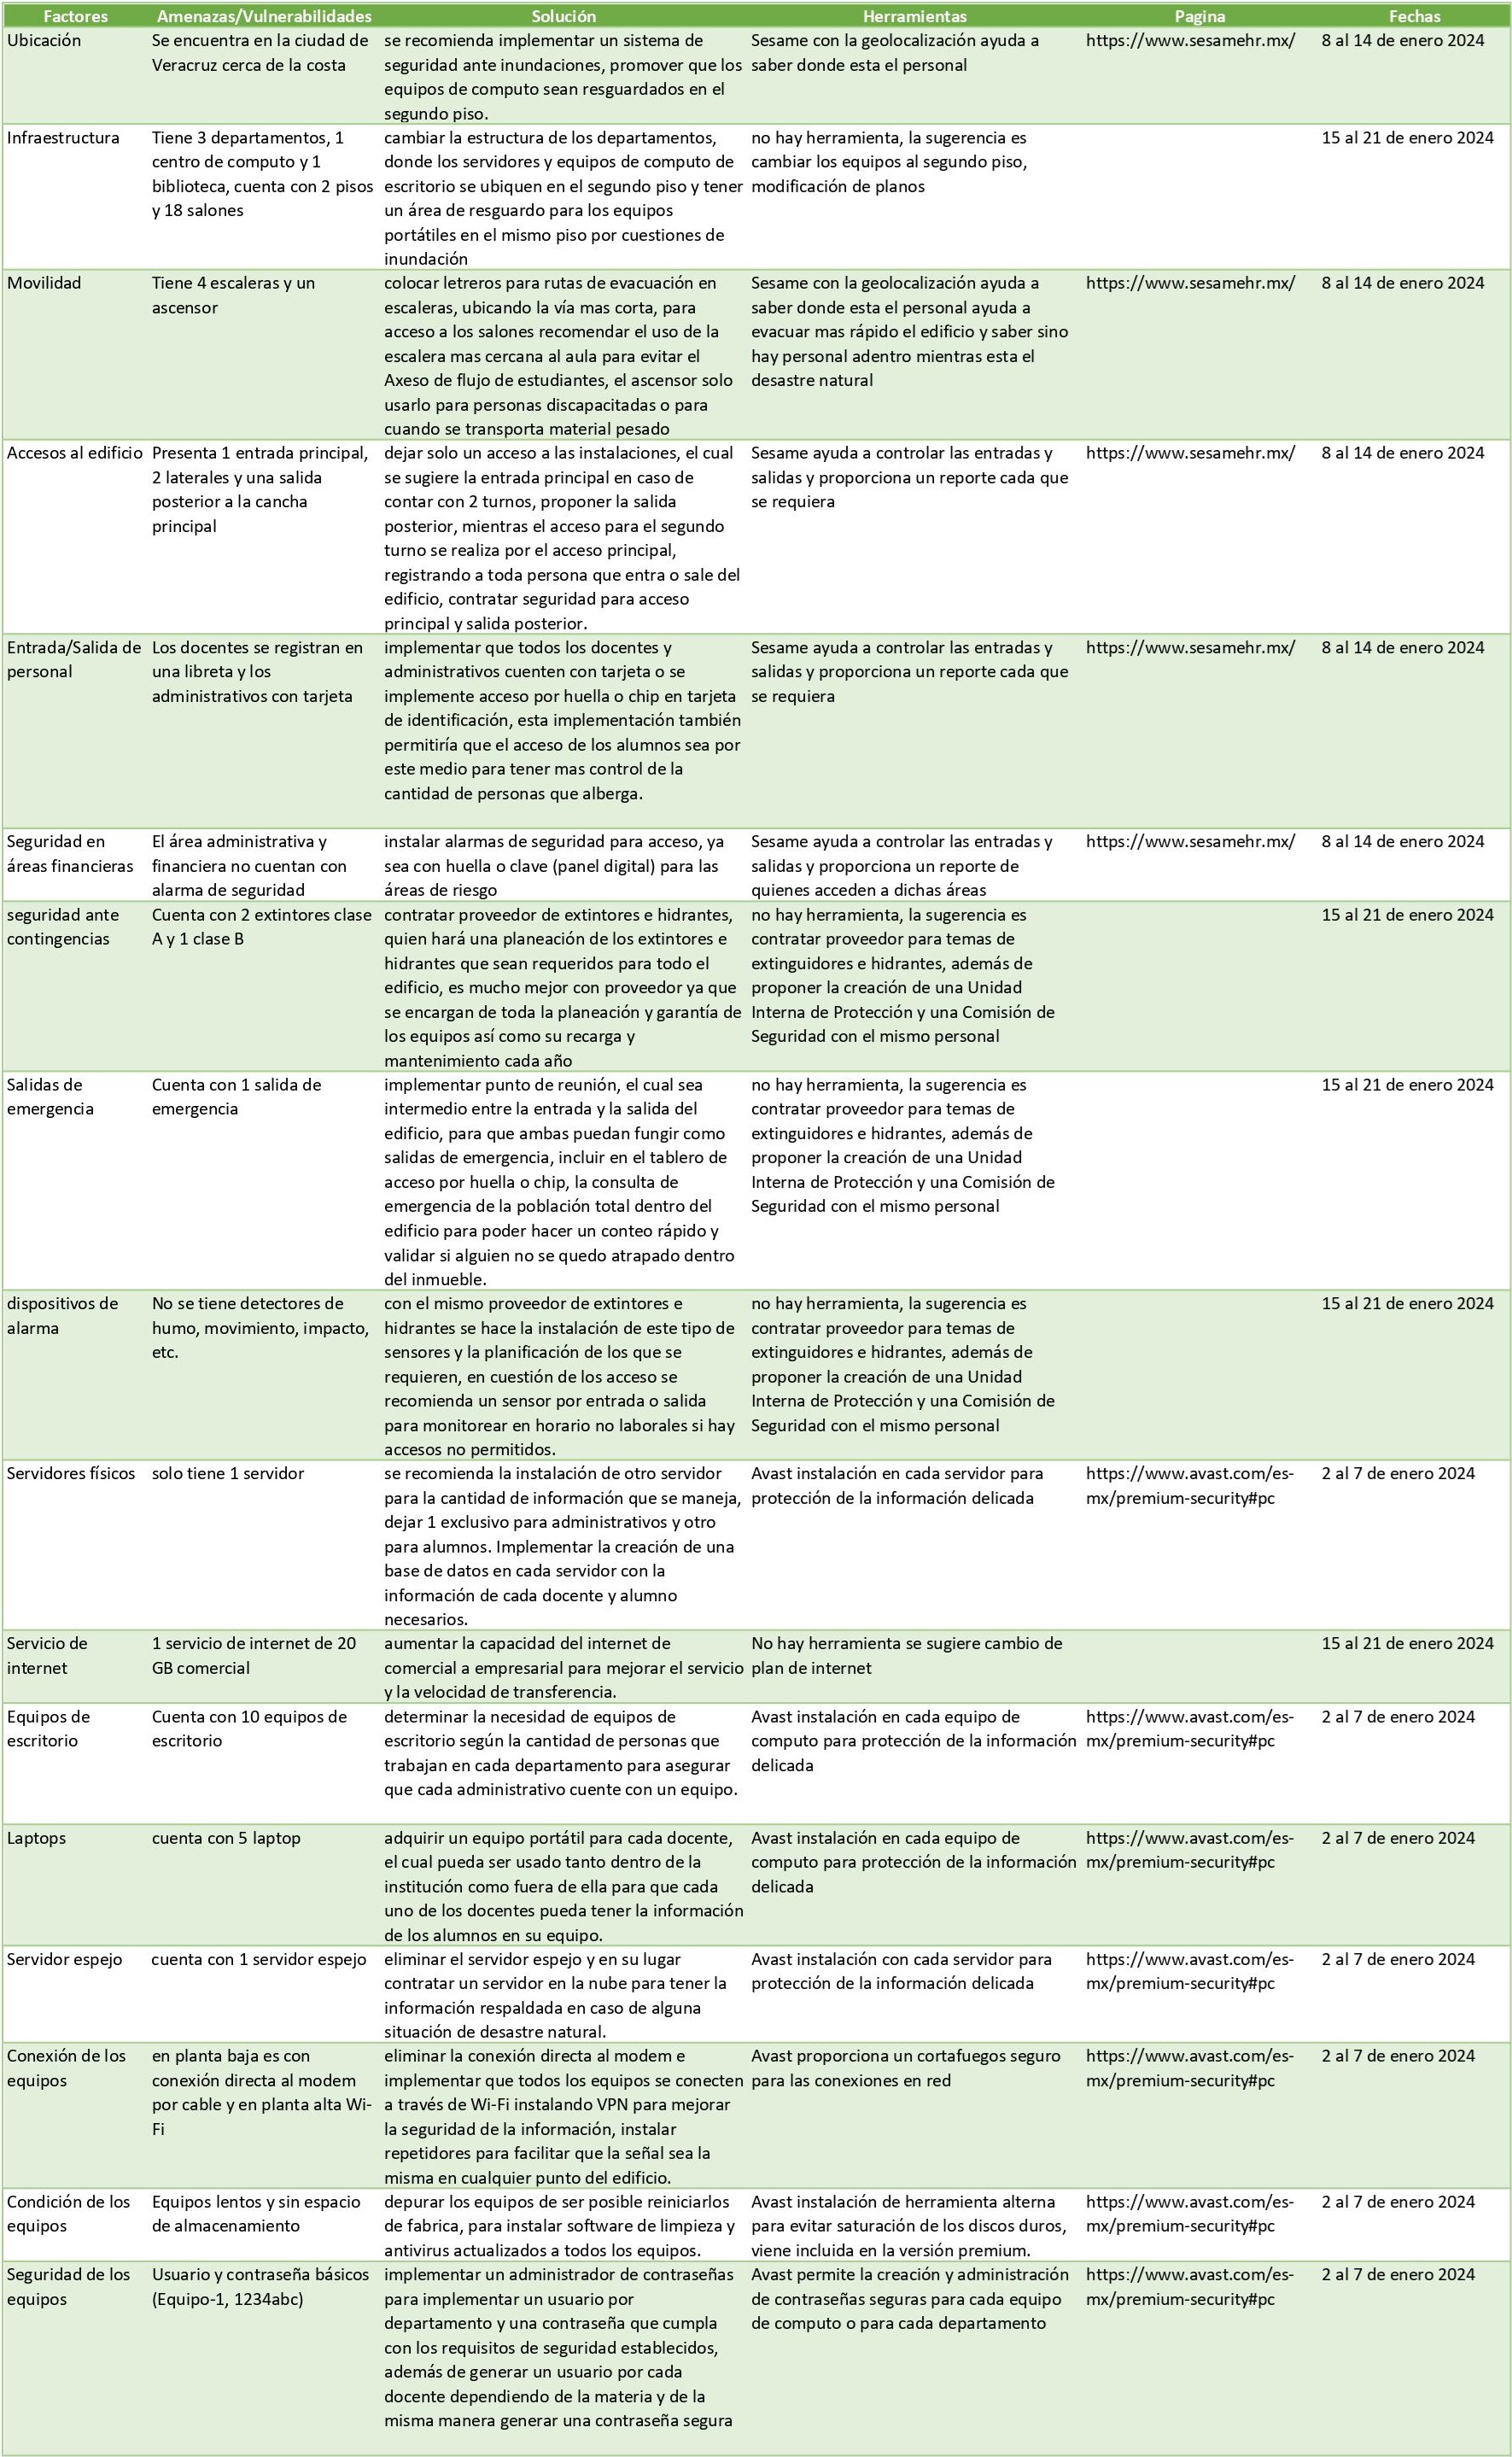 Factores Amenazas/Vulnerabilidades Solución Herramientas Pagina Fechas
Ubicación
Se encuentra en la ciudad de
Veracruz cerca de la costa
se recomienda implementar un sistema de
seguridad ante inundaciones, promover que los
equipos de computo sean resguardados en el
segundo piso.
Sesame con la geolocalización ayuda a
saber donde esta el personal
https://www.sesamehr.mx/
8 al 14 de enero 2024
Infraestructura
Tiene 3 departamentos, 1
centro de computo y 1
biblioteca, cuenta con 2 pisos
y 18 salones
cambiar la estructura de los departamentos,
donde los servidores y equipos de computo de
escritorio se ubiquen en el segundo piso y tener
un área de resguardo para los equipos
portátiles en el mismo piso por cuestiones de
inundación
no hay herramienta, la sugerencia es
cambiar los equipos al segundo piso,
modificación de planos
15 al 21 de enero 2024
Movilidad
Tiene 4 escaleras y un
ascensor
colocar letreros para rutas de evacuación en
escaleras, ubicando la vía mas corta, para
acceso a los salones recomendar el uso de la
escalera mas cercana al aula para evitar el
Axeso de flujo de estudiantes, el ascensor solo
usarlo para personas discapacitadas o para
cuando se transporta material pesado
Sesame con la geolocalización ayuda a
saber donde esta el personal ayuda a
evacuar mas rápido el edificio y saber sino
hay personal adentro mientras esta el
desastre natural
https://www.sesamehr.mx/
8 al 14 de enero 2024
Accesos al edificio
Presenta 1 entrada principal,
2 laterales y una salida
posterior a la cancha
principal
dejar solo un acceso a las instalaciones, el cual
se sugiere la entrada principal en caso de
contar con 2 turnos, proponer la salida
posterior, mientras el acceso para el segundo
turno se realiza por el acceso principal,
registrando a toda persona que entra o sale del
edificio, contratar seguridad para acceso
principal y salida posterior.
Sesame ayuda a controlar las entradas y
salidas y proporciona un reporte cada que
se requiera
https://www.sesamehr.mx/
8 al 14 de enero 2024
Entrada/Salida de
personal
Los docentes se registran en
una libreta y los
administrativos con tarjeta
implementar que todos los docentes y
administrativos cuenten con tarjeta o se
implemente acceso por huella o chip en tarjeta
de identificación, esta implementación también
permitiría que el acceso de los alumnos sea por
este medio para tener mas control de la
cantidad de personas que alberga.
Sesame ayuda a controlar las entradas y
salidas y proporciona un reporte cada que
se requiera
https://www.sesamehr.mx/
8 al 14 de enero 2024
Seguridad en
áreas financieras
El área administrativa y
financiera no cuentan con
alarma de seguridad
instalar alarmas de seguridad para acceso, ya
sea con huella o clave (panel digital) para las
áreas de riesgo
Sesame ayuda a controlar las entradas y
salidas y proporciona un reporte de
quienes acceden a dichas áreas
https://www.sesamehr.mx/
8 al 14 de enero 2024
seguridad ante
contingencias
Cuenta con 2 extintores clase
A y 1 clase B
contratar proveedor de extintores e hidrantes,
quien hará una planeación de los extintores e
hidrantes que sean requeridos para todo el
edificio, es mucho mejor con proveedor ya que
se encargan de toda la planeación y garantía de
los equipos así como su recarga y
mantenimiento cada año
no hay herramienta, la sugerencia es
contratar proveedor para temas de
extinguidores e hidrantes, además de
proponer la creación de una Unidad
Interna de Protección y una Comisión de
Seguridad con el mismo personal
15 al 21 de enero 2024
Salidas de
emergencia
Cuenta con 1 salida de
emergencia
implementar punto de reunión, el cual sea
intermedio entre la entrada y la salida del
edificio, para que ambas puedan fungir como
salidas de emergencia, incluir en el tablero de
acceso por huella o chip, la consulta de
emergencia de la población total dentro del
edificio para poder hacer un conteo rápido y
validar si alguien no se quedo atrapado dentro
del inmueble.
no hay herramienta, la sugerencia es
contratar proveedor para temas de
extinguidores e hidrantes, además de
proponer la creación de una Unidad
Interna de Protección y una Comisión de
Seguridad con el mismo personal
15 al 21 de enero 2024
dispositivos de
alarma
No se tiene detectores de
humo, movimiento, impacto,
etc.
con el mismo proveedor de extintores e
hidrantes se hace la instalación de este tipo de
sensores y la planificación de los que se
requieren, en cuestión de los acceso se
recomienda un sensor por entrada o salida
para monitorear en horario no laborales si hay
accesos no permitidos.
no hay herramienta, la sugerencia es
contratar proveedor para temas de
extinguidores e hidrantes, además de
proponer la creación de una Unidad
Interna de Protección y una Comisión de
Seguridad con el mismo personal
15 al 21 de enero 2024
Servidores físicos
solo tiene 1 servidor
se recomienda la instalación de otro servidor
para la cantidad de información que se maneja,
dejar 1 exclusivo para administrativos y otro
para alumnos. Implementar la creación de una
base de datos en cada servidor con la
información de cada docente y alumno
necesarios.
Avast instalación en cada servidor para
protección de la información delicada
https://www.avast.com/es-
mx/premium-security#pc
2 al 7 de enero 2024
Servicio de
internet
1 servicio de internet de 20
GB comercial
aumentar la capacidad del internet de
comercial a empresarial para mejorar el servicio
y la velocidad de transferencia.
No hay herramienta se sugiere cambio de
plan de internet
15 al 21 de enero 2024
Equipos de
escritorio
Cuenta con 10 equipos de
escritorio
determinar la necesidad de equipos de
escritorio según la cantidad de personas que
trabajan en cada departamento para asegurar
que cada administrativo cuente con un equipo.
Avast instalación en cada equipo de
computo para protección de la información
delicada
https://www.avast.com/es-
mx/premium-security#pc
2 al 7 de enero 2024
Laptops
cuenta con 5 laptop
adquirir un equipo portátil para cada docente,
el cual pueda ser usado tanto dentro de la
institución como fuera de ella para que cada
uno de los docentes pueda tener la información
de los alumnos en su equipo.
Avast instalación en cada equipo de
computo para protección de la información
delicada
https://www.avast.com/es-
mx/premium-security#pc
2 al 7 de enero 2024
Servidor espejo
cuenta con 1 servidor espejo
eliminar el servidor espejo y en su lugar
contratar un servidor en la nube para tener la
información respaldada en caso de alguna
situación de desastre natural.
Avast instalación con cada servidor para
protección de la información delicada
https://www.avast.com/es-
mx/premium-security#pc
2 al 7 de enero 2024
Conexión de los
equipos
en planta baja es con
conexión directa al modem
por cable y en planta alta Wi-
Fi
eliminar la conexión directa al modem e
implementar que todos los equipos se conecten
a través de Wi-Fi instalando VPN para mejorar
la seguridad de la información, instalar
repetidores para facilitar que la señal sea la
misma en cualquier punto del edificio.
Avast proporciona un cortafuegos seguro
para las conexiones en red
https://www.avast.com/es-
mx/premium-security#pc
2 al 7 de enero 2024
Condición de los
equipos
Equipos lentos y sin espacio
de almacenamiento
depurar los equipos de ser posible reiniciarlos
de fabrica, para instalar software de limpieza y
antivirus actualizados a todos los equipos.
Avast instalación de herramienta alterna
para evitar saturación de los discos duros,
viene incluida en la versión premium.
https://www.avast.com/es-
mx/premium-security#pc
2 al 7 de enero 2024
Seguridad de los
equipos
Usuario y contraseña básicos
(Equipo-1, 1234abc)
implementar un administrador de contraseñas
para implementar un usuario por
departamento y una contraseña que cumpla
con los requisitos de seguridad establecidos,
además de generar un usuario por cada
docente dependiendo de la materia y de la
misma manera generar una contraseña segura
Avast permite la creación y administración
de contraseñas seguras para cada equipo
de computo o para cada departamento
https://www.avast.com/es-
mx/premium-security#pc
2 al 7 de enero 2024